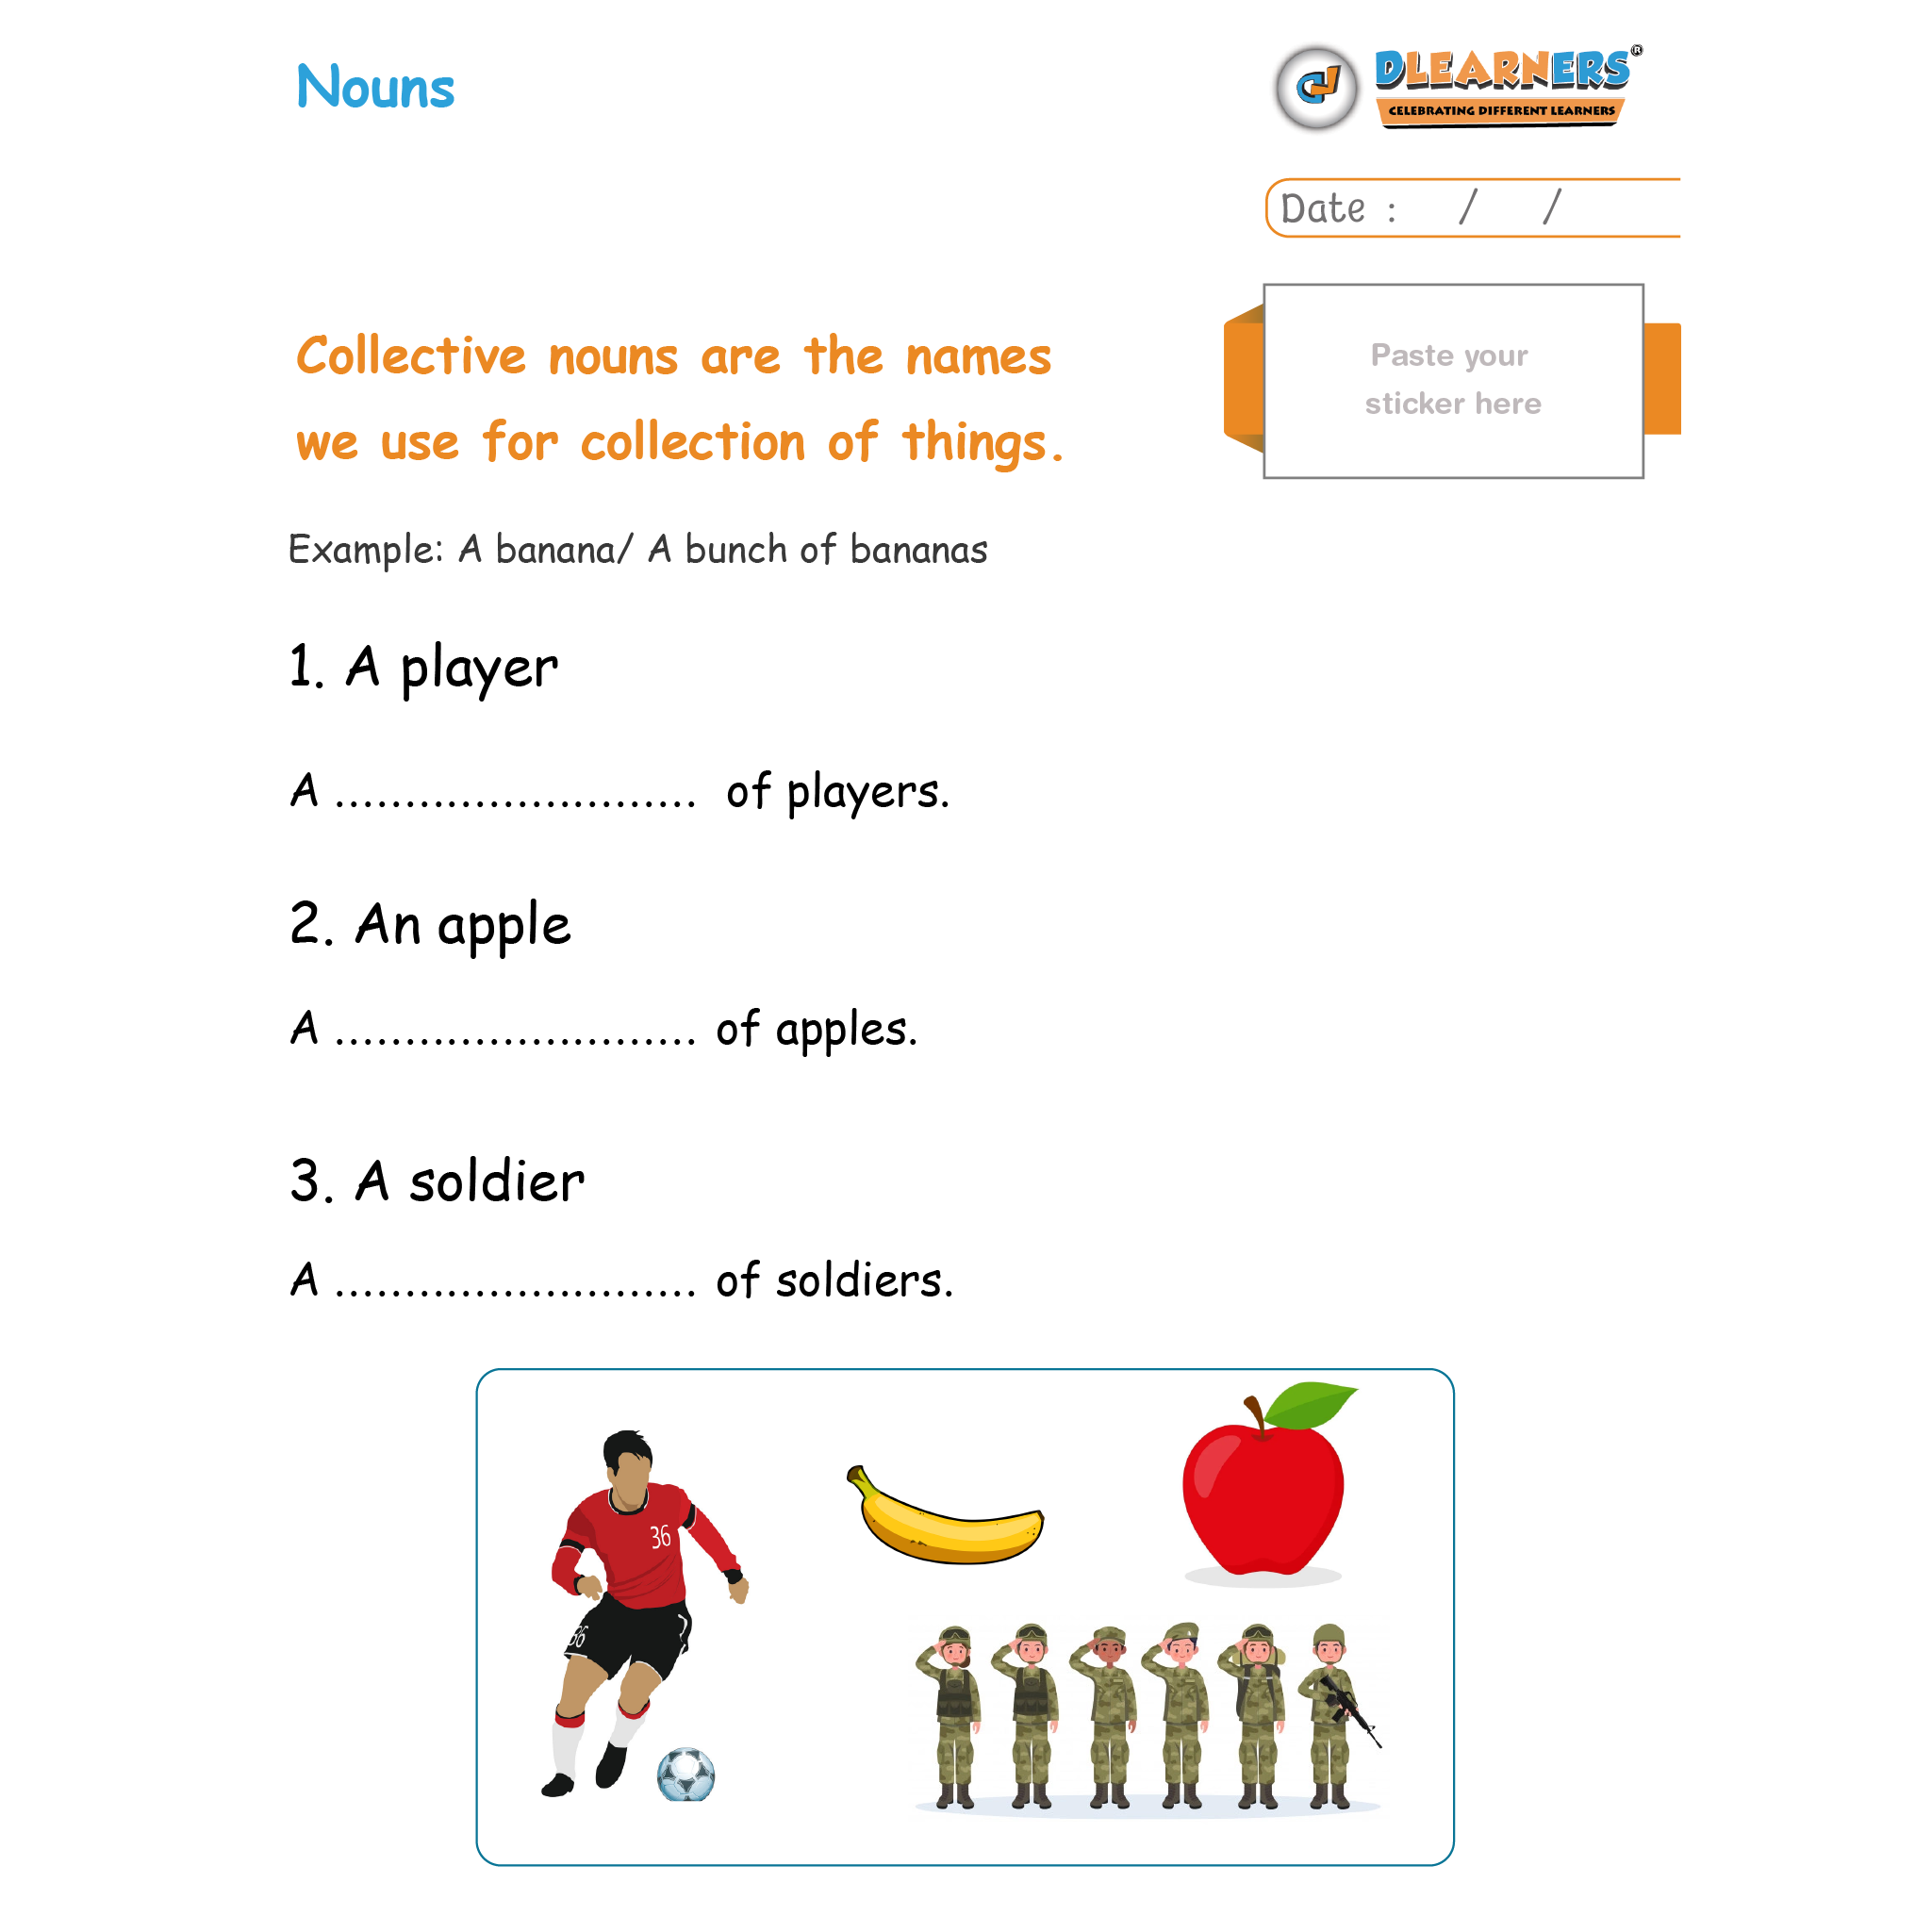 Nouns
DLEARNERS®
CELEBRATING DIFFERENT LEARNERS
Date : / /
Paste your
sticker here
Collective nouns are the names
we use for collection of things.
Example: A banana/ A bunch of bananas
1. A player
A .......................... of players.
2. An apple
A .......................... of apples.
3. A soldier
A .......................... of soldiers.
36
36